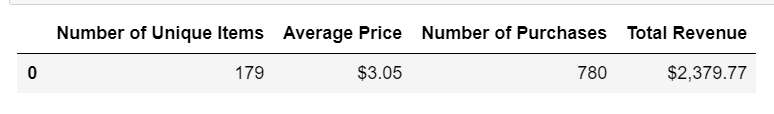 Number of Unique Items Average Price Number of Purchases Total Revenue
0 179 $3.05 780 $2,379.77